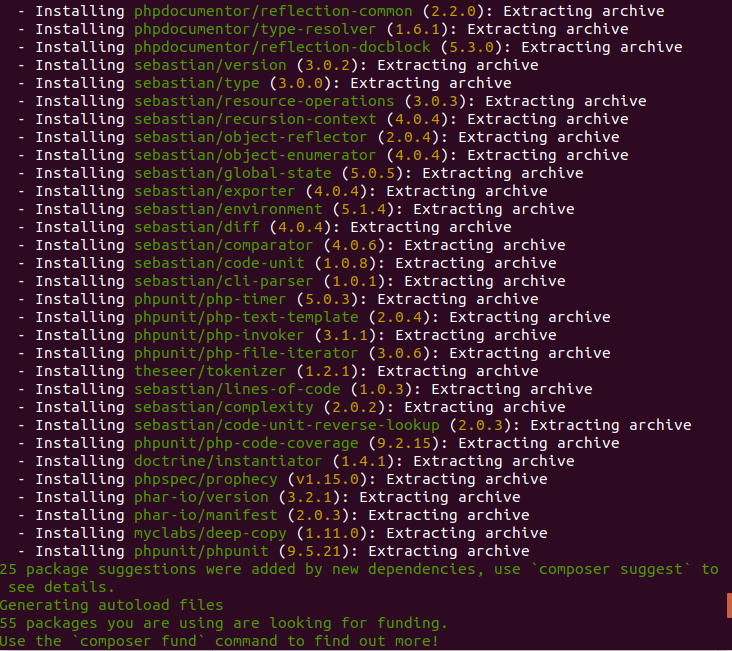 - Installing phpdocumentor/reflection-common (2.2.0): Extracting archive
- Installing phpdocumentor/type-resolver (1.6.1): Extracting archive
- Installing phpdocumentor/reflection-docblock (5.3.0): Extracting archive
- Installing sebastian/version (3.0.2): Extracting archive
- Installing sebastian/type (3.0.0): Extracting archive
- Installing sebastian/resource-operations (3.0.3): Extracting archive
- Installing sebastian/recursion-context (4.0.4): Extracting archive
- Installing sebastian/object-reflector (2.0.4): Extracting archive
- Installing sebastian/object-enumerator (4.0.4): Extracting archive
- Installing sebastian/global-state (5.0.5): Extracting archive
- Installing sebastian/exporter (4.0.4): Extracting archive
- Installing sebastian/environment (5.1.4): Extracting archive
- Installing sebastian/diff (4.0.4): Extracting archive
- Installing sebastian/comparator (4.0.6): Extracting archive
- Installing sebastian/code-unit (1.0.8): Extracting archive
- Installing sebastian/cli-parser (1.0.1): Extracting archive
- Installing phpunit/php-timer (5.0.3): Extracting archive
- Installing phpunit/php-text-template (2.0.4): Extracting archive
- Installing phpunit/php-invoker (3.1.1): Extracting archive
- Installing phpunit/php-file-iterator (3.0.6): Extracting archive
- Installing theseer/tokenizer (1.2.1): Extracting archive
- Installing sebastian/lines-of-code (1.0.3): Extracting archive
- Installing sebastian/complexity (2.0.2): Extracting archive
- Installing sebastian/code-unit-reverse-lookup (2.0.3): Extracting archive
- Installing phpunit/php-code-coverage (9.2.15): Extracting archive
- Installing doctrine/instantiator (1.4.1): Extracting archive
- Installing phpspec/prophecy (v1.15.0): Extracting archive
- Installing phar-io/version (3.2.1): Extracting archive
- Installing phar-io/manifest (2.0.3): Extracting archive
- Installing myclabs/deep-copy (1.11.0): Extracting archive
- Installing phpunit/phpunit (9.5.21): Extracting archive
25 package suggestions were added by new dependencies, use `composer suggest` to
see details.
Generating autoload files
55 packages you are using are looking for funding.
Use the `composer fund` command to find out more!